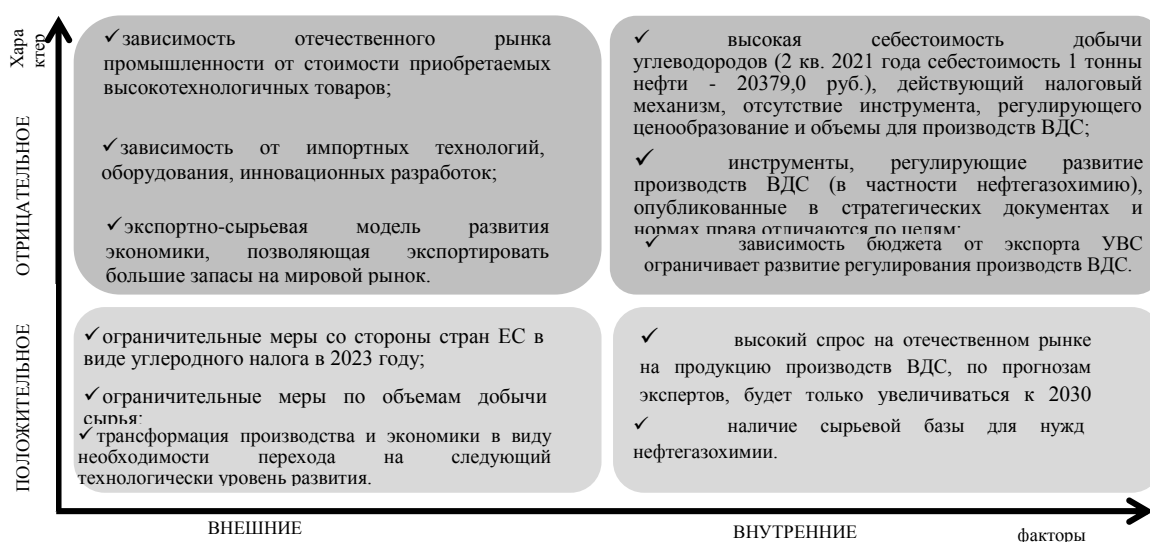 Хара
ктер
ОТРИЦАТЕЛЬНОЕ
✓зависимость отечественного рынка
промышленности от стоимости приобретаемых
высокотехнологичных товаров;
✓зависимость от импортных технологий,
оборудования, инновационных разработок;
✓экспортно-сырьевая модель развития
экономики, позволяющая экспортировать
большие запасы на мировой рынок.
✓ высокая себестоимость добычи
углеводородов (2 кв. 2021 года себестоимость 1 тонны
нефти - 20379,0 руб.), действующий налоговый
механизм, отсутствие инструмента, регулирующего
ценообразование и объемы для производств ВДС;
✓ инструменты, регулирующие развитие
производств ВДС (в частности нефтегазохимию),
опубликованные в стратегических документах и
нормах права отличаются по целям;
✓ зависимость бюджета от экспорта УВС
ограничивает развитие регулирования производств ВДС.
ПОЛОЖИТЕЛЬНОЕ
✓ограничительные меры со стороны стран ЕС в
виде углеродного налога в 2023 году;
✓ограничительные меры по объемам добычи
сырья;
✓трансформация производства и экономики в виду
необходимости перехода на следующий
технологически уровень развития.
✓ высокий спрос на отечественном рынке
на продукцию производств ВДС, по прогнозам
экспертов, будет только увеличиваться к 2030
✓ наличие сырьевой базы для нужд
нефтегазохимии.
ВНЕШНИЕ
ВНУТРЕННИЕ
факторы